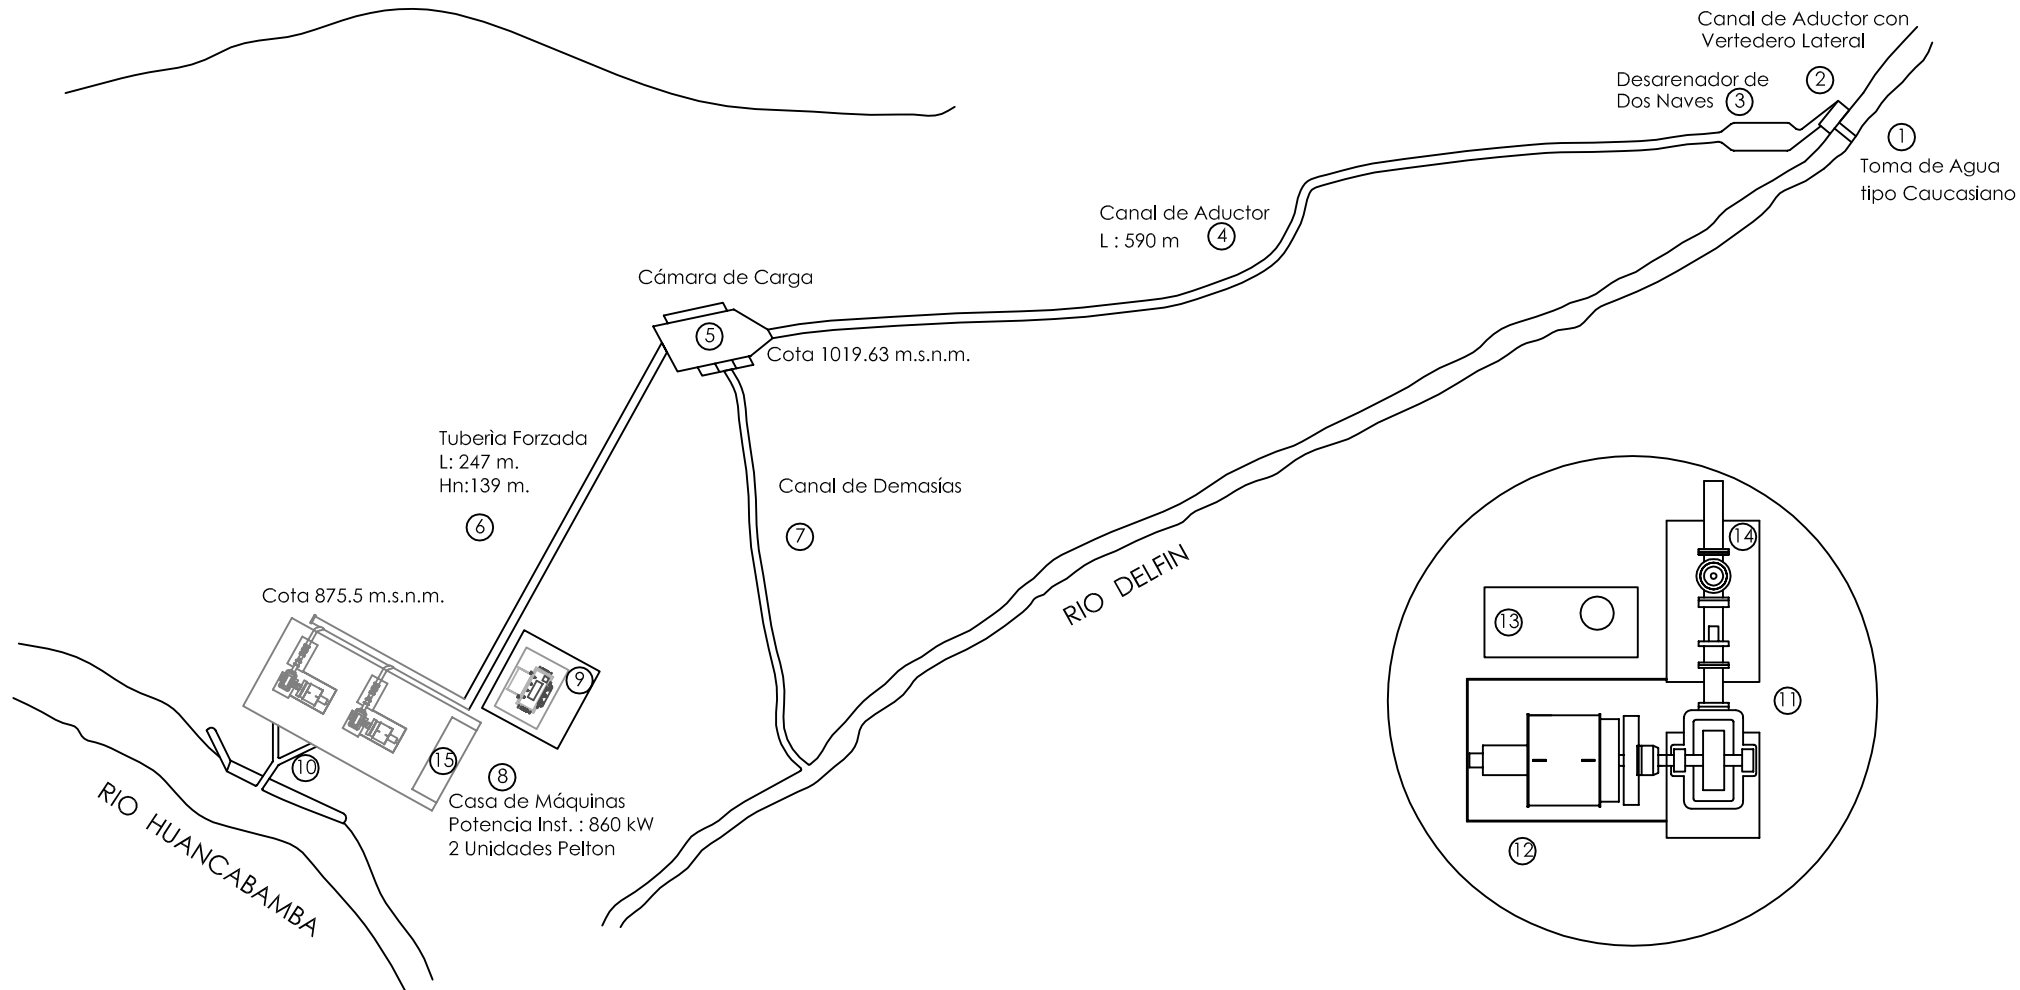 Canal de Aductor con
Vertedero Lateral
2
Desarenador de
Dos Naves 3
1
Toma de Agua
tipo Caucasiano
Canal de Aductor
L : 590 m 4
Cámara de Carga
5
Cota 1019.63 m.s.n.m.
Tuberìa Forzada
L: 247 m.
Hn:139 m.
6
Canal de Demasías
7
RIO DELFIN
Cota 875.5 m.s.n.m.
9
10
15
8
Casa de Máquinas
Potencia Inst. : 860 kW
2 Unidades Pelton
RIO HUANCABAMBA
14
13
11
12